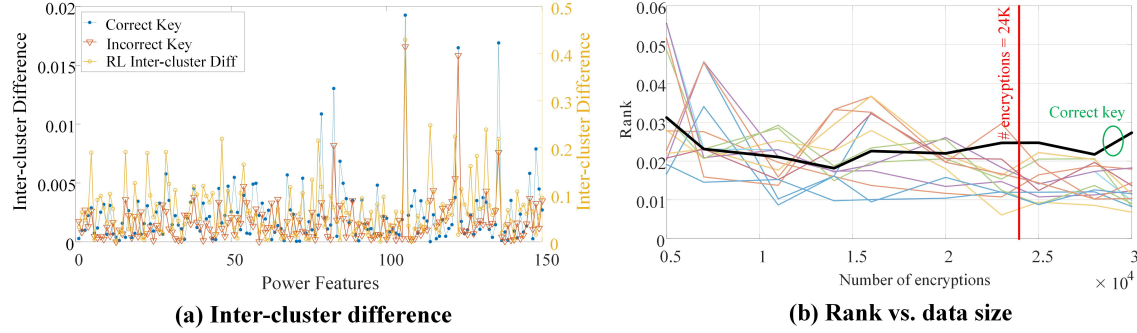 0.02
0.015
0.01
0.005
0
Inter-cluster Difference
Correct Key
Incorrect Key
RL Inter-cluster Diff
0.5
0.4
0.3
0.2
0.1
0.0
Inter-cluster Difference
0
50
100
150
Power Features
(a) Inter-cluster difference
0.06
0.05
0.04
0.03
0.02
0.01
0
Rank
# encryptions = 24K
Correct key
0.5
1
1.5
2
2.5
3
× 10⁴
Number of encryptions
(b) Rank vs. data size